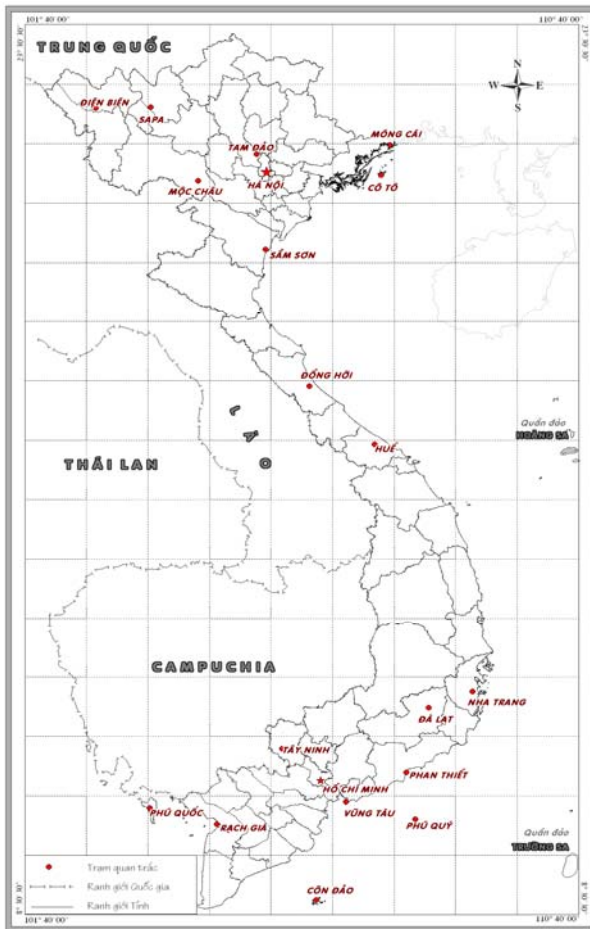 101° 40' 00"
110° 40' 00"
23° 30' 30"
TRUNG QUỐC
N
W E
S
ĐIỆN BIÊN
SAPA
MÓNG CÁI
TAM ĐẢO
HÀ NỘI
CÔ TÔ
MỘC CHÂU
SẦM SƠN
ĐỒNG HỚI
LÀO
Quần đảo
HOÀNG SA
HUẾ
THÁI LAN
CAMPUCHIA
NHA TRANG
ĐÀ LẠT
TÂY NINH
PHAN THIẾT
HỒ CHÍ MINH
PHÚ QUỐC
VŨNG TÀU
PHÚ QUÝ
RẠCH GIÁ
Quần đảo
TRƯỜNG SA
Trạm quan trắc
Ranh giới Quốc gia
Ranh giới Tỉnh
CÔN ĐẢO
8° 30' 30"
8° 30' 30"
101° 40' 00"
110° 40' 00"